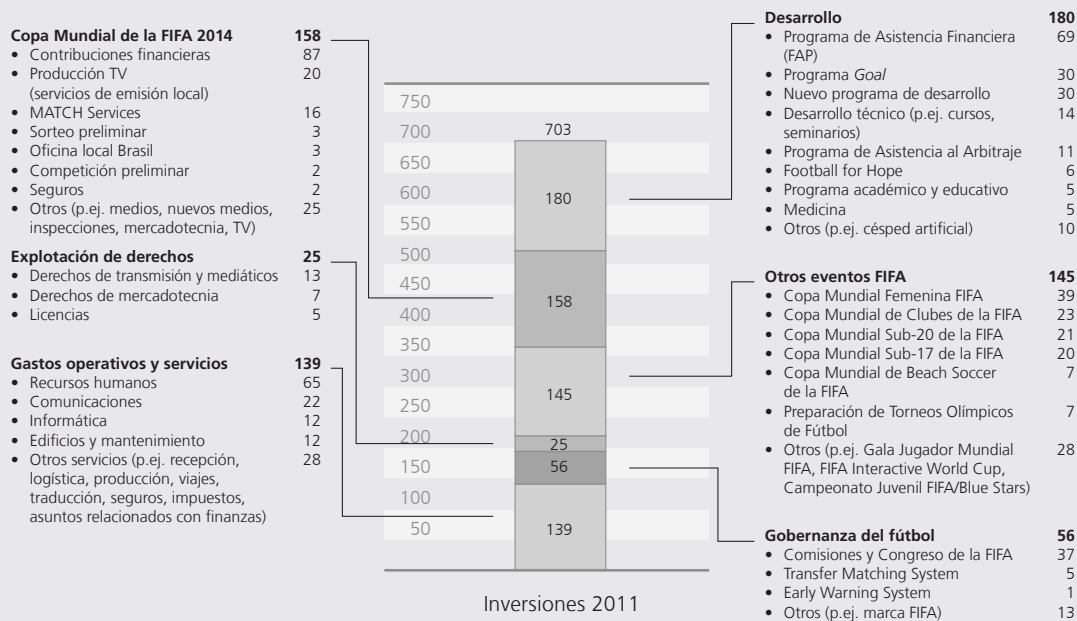 Copa Mundial de la FIFA 2014 158
• Contribuciones financieras 87
• Producción TV 20
(servicios de emisión local)
• MATCH Services 16
• Sorteo preliminar 3
• Oficina local Brasil 3
• Competición preliminar 2
• Seguros 2
• Otros (p.ej. medios, nuevos medios, 25
inspecciones, mercadotecnia, TV)
Explotación de derechos 25
• Derechos de transmisión y mediáticos 13
• Derechos de mercadotecnia 7
• Licencias 5
Gastos operativos y servicios 139
• Recursos humanos 65
• Comunicaciones 22
• Informática 12
• Edificios y mantenimiento 12
• Otros servicios (p.ej. recepción, 28
logística, producción, viajes,
traducción, seguros, impuestos,
asuntos relacionados con finanzas)
750
700
650
600
550
500
450
400
350
300
250
200
150
100
50
703
180
158
145
25
56
139
Inversiones 2011
Desarrollo 180
• Programa de Asistencia Financiera 69
(FAP)
• Programa Goal 30
• Nuevo programa de desarrollo 30
• Desarrollo técnico (p.ej. cursos, 14
seminarios)
• Programa de Asistencia al Arbitraje 11
• Football for Hope 6
• Programa académico y educativo 5
• Medicina 5
• Otros (p.ej. césped artificial) 10
Otros eventos FIFA 145
• Copa Mundial Femenina FIFA 39
• Copa Mundial de Clubes de la FIFA 23
• Copa Mundial Sub-20 de la FIFA 21
• Copa Mundial Sub-17 de la FIFA 20
• Copa Mundial de Beach Soccer 7
de la FIFA
• Preparación de Torneos Olímpicos 7
de Fútbol
• Otros (p.ej. Gala Jugador Mundial 28
FIFA, FIFA Interactive World Cup,
Campeonato Juvenil FIFA/Blue Stars)
Gobernanza del fútbol 56
• Comisiones y Congreso de la FIFA 37
• Transfer Matching System 5
• Early Warning System 1
• Otros (p.ej. marca FIFA) 13